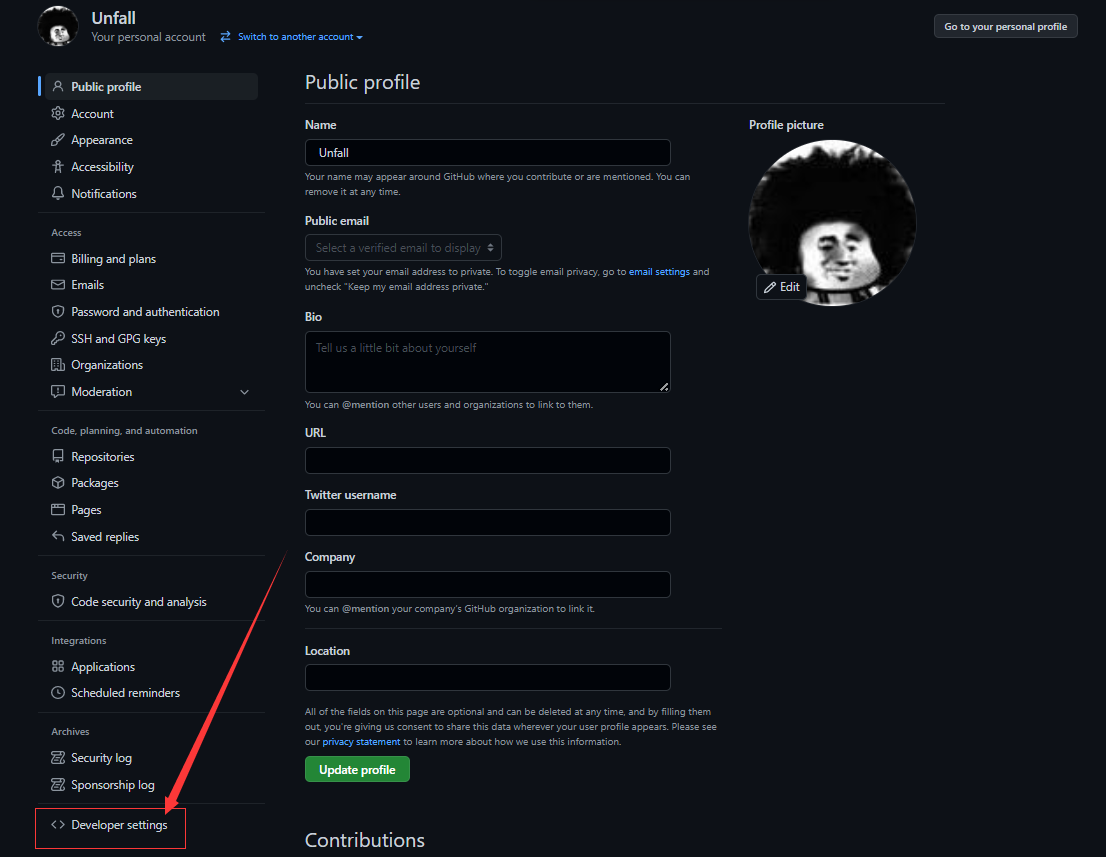 Unfall
Your personal account
Switch to another account
Go to your personal profile
Public profile
Account
Appearance
Accessibility
Notifications
Access
Billing and plans
Emails
Password and authentication
SSH and GPG keys
Organizations
Moderation
Code, planning, and automation
Repositories
Packages
Pages
Saved replies
Security
Code security and analysis
Integrations
Applications
Scheduled reminders
Archives
Security log
Sponsorship log
Developer settings
Public profile
Name
Unfall
Your name may appear around GitHub where you contribute or are mentioned. You can
remove it at any time.
Public email
Select a verified email to display
You have set your email address to private. To toggle email privacy, go to email settings and
uncheck "Keep my email address private."
Bio
Tell us a little bit about yourself
You can @mention other users and organizations to link to them.
URL
Twitter username
Company
You can @mention your company's GitHub organization to link it.
Location
All of the fields on this page are optional and can be deleted at any time, and by filling them
out, you're giving us consent to share this data wherever your user profile appears. Please see
our privacy statement to learn more about how we use this information.
Update profile
Contributions
Profile picture
Edit